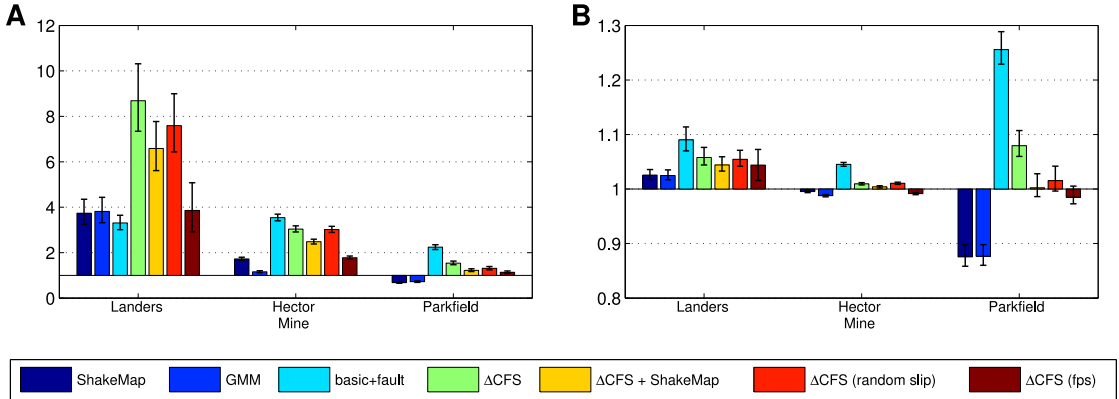 A
12
10
8
6
4
2
0
Landers
Hector
Mine
Parkfield
B
1.3
1.2
1.1
1
0.9
0.8
Landers
Hector
Mine
Parkfield
ShakeMap
GMM
basic+fault
ΔCFS
ΔCFS + ShakeMap
ΔCFS (random slip)
ΔCFS (fps)